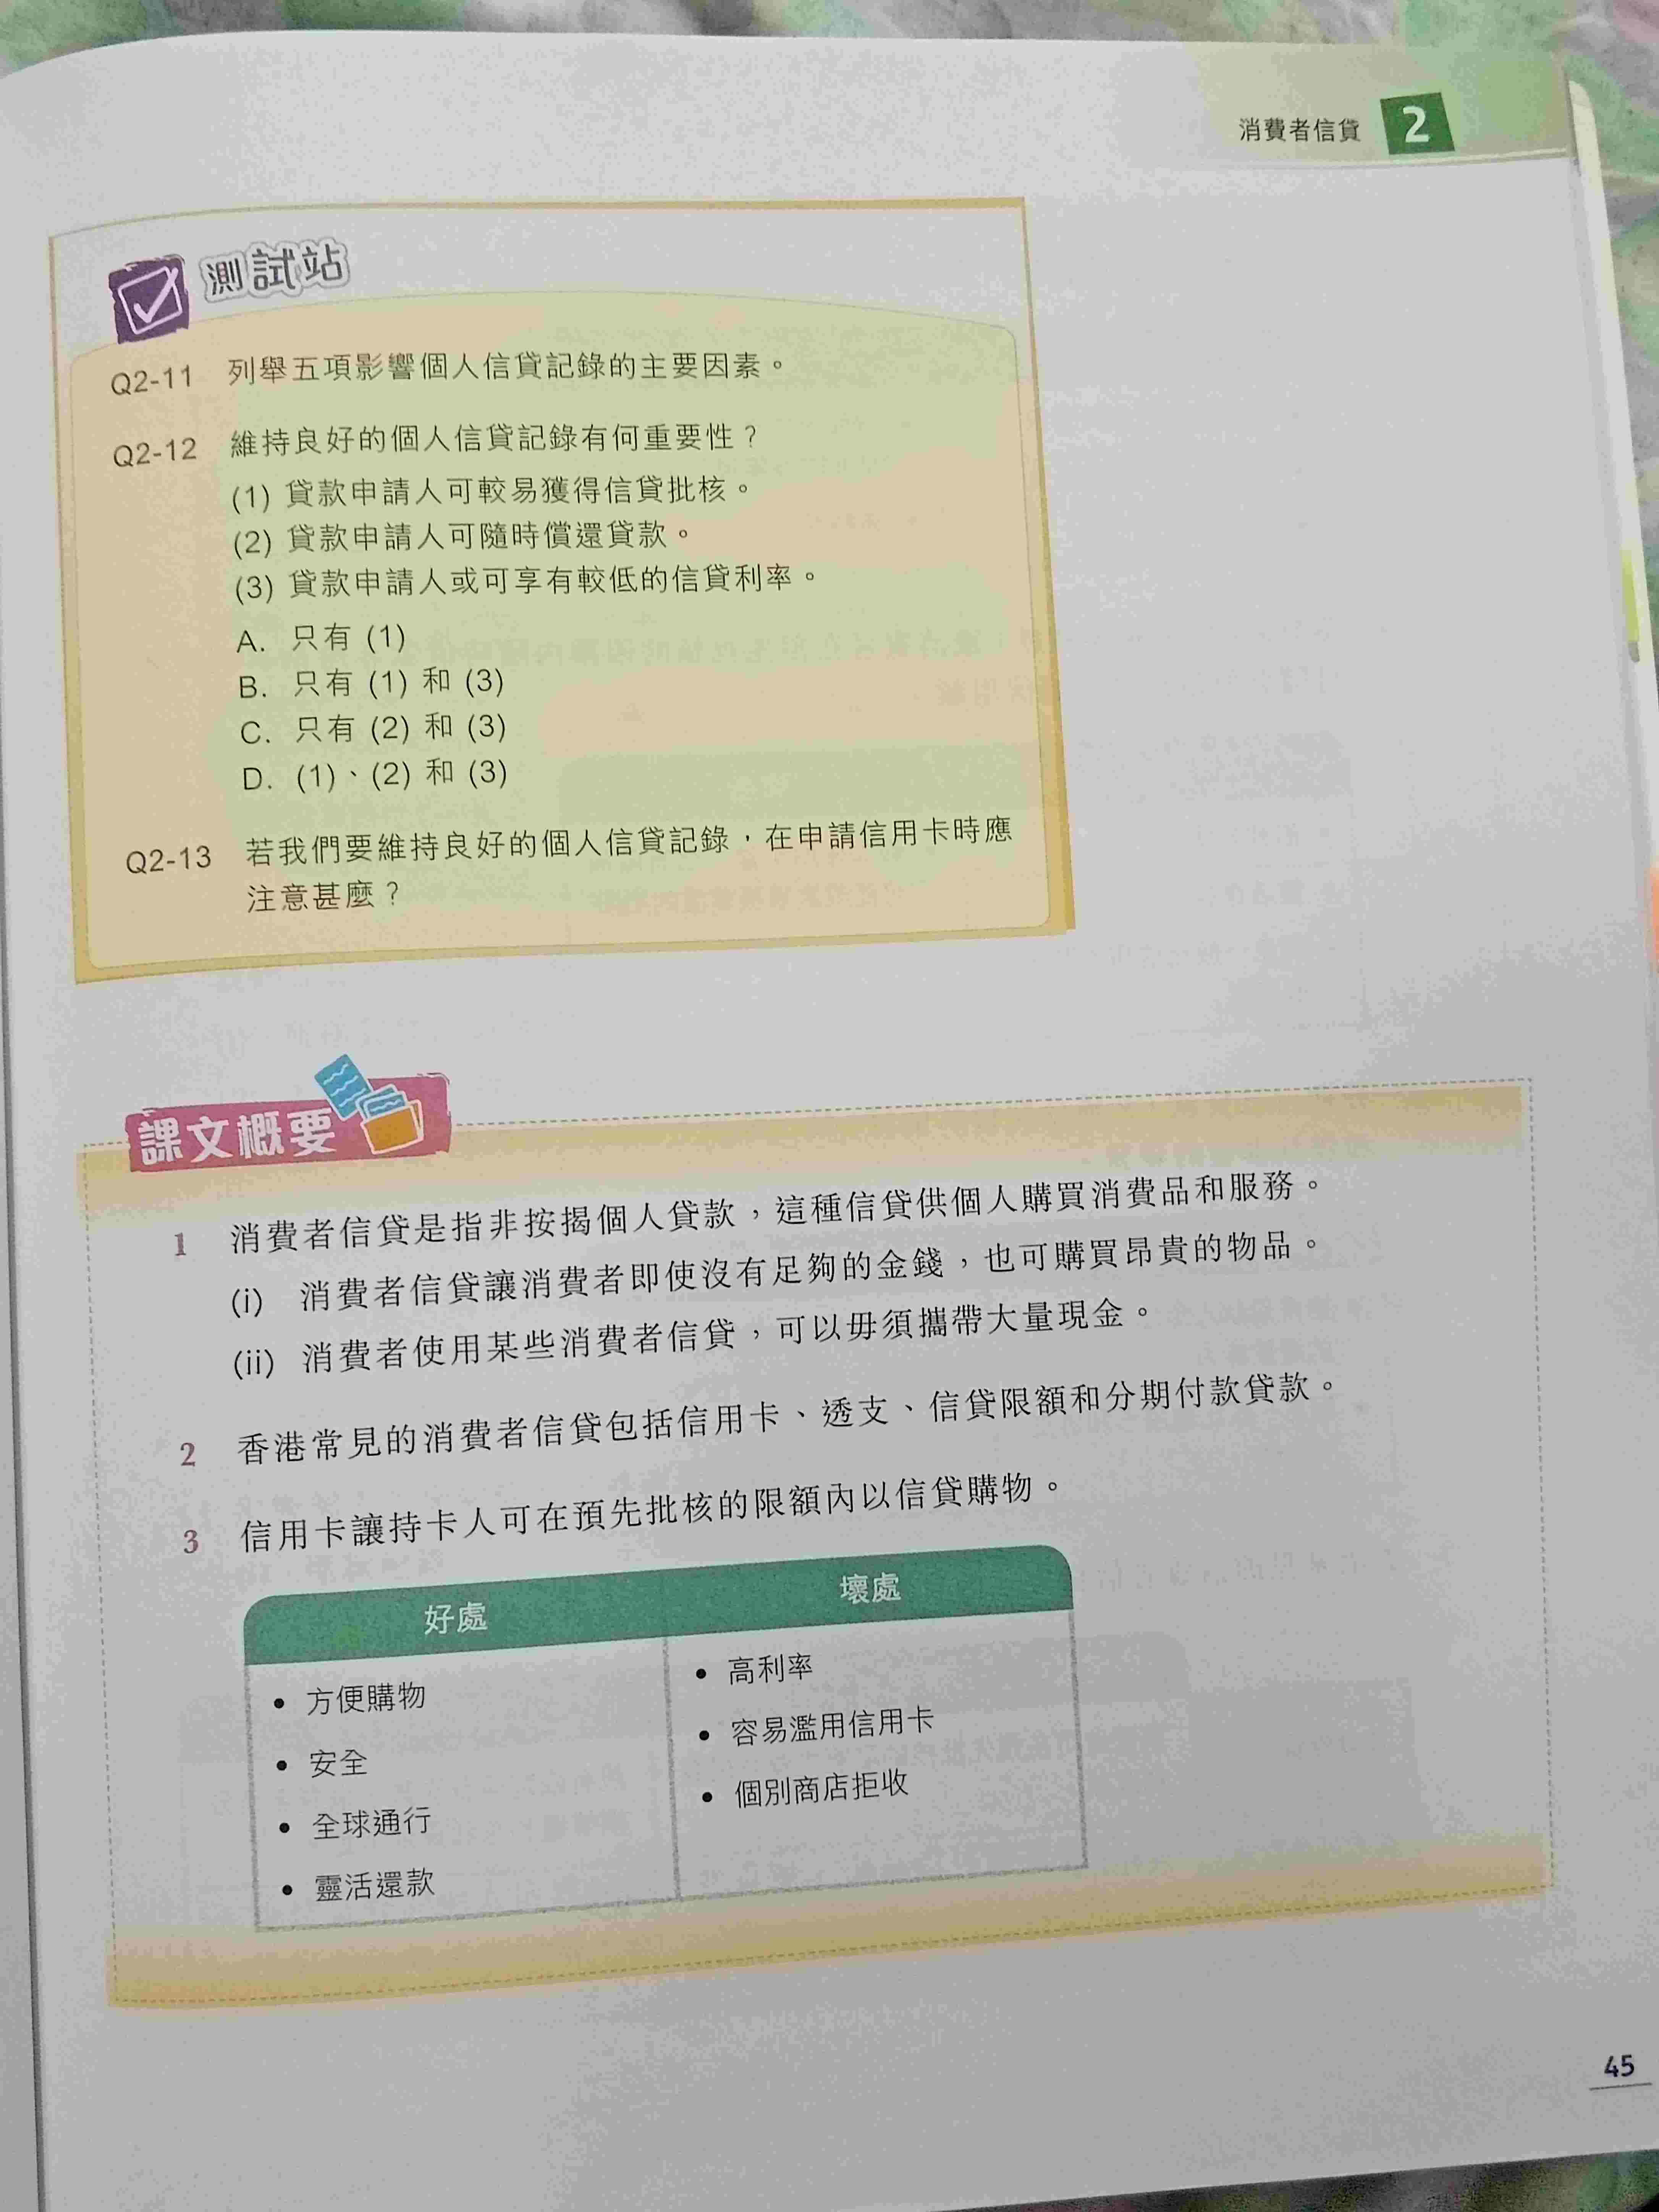 消費者信貸 2
測試站
Q2-11 列舉五項影響個人信貸記錄的主要因素。
Q2-12 維持良好的個人信貸記錄有何重要性？
(1) 貸款申請人可較易獲得信貸批核。
(2) 貸款申請人可隨時償還貸款。
(3) 貸款申請人或可享有較低的信貸利率。
A. 只有 (1)
B. 只有 (1) 和 (3)
C. 只有 (2) 和 (3)
D. (1)、(2) 和 (3)
Q2-13 若我們要維持良好的個人信貸記錄，在申請信用卡時應
注意甚麼？
課文概要
1 消費者信貸是指非按揭個人貸款，這種信貸供個人購買消費品和服務。
(i) 消費者信貸讓消費者即使沒有足夠的金錢，也可購買昂貴的物品。
(ii) 消費者使用某些消費者信貸，可以毋須攜帶大量現金。
2 香港常見的消費者信貸包括信用卡、透支、信貸限額和分期付款貸款。
3 信用卡讓持卡人可在預先批核的限額內以信貸購物。
好處 壞處
• 方便購物
• 安全
• 全球通行
• 靈活還款
• 高利率
• 容易濫用信用卡
• 個別商店拒收
45